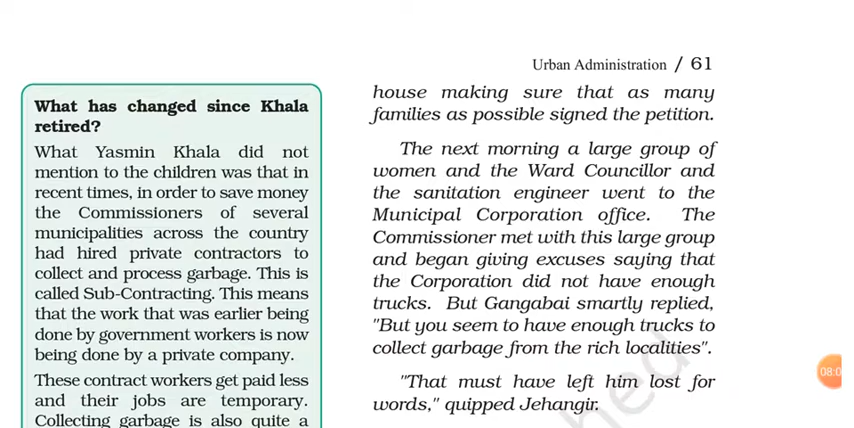 Urban Administration / 61
What has changed since Khala
retired?
What Yasmin Khala did not
mention to the children was that in
recent times, in order to save money
the Commissioners of several
municipalities across the country
had hired private contractors to
collect and process garbage. This is
called Sub-Contracting. This means
that the work that was earlier being
done by government workers is now
being done by a private company.
These contract workers get paid less
and their jobs are temporary.
Collecting garbage is also quite a
house making sure that as many
families as possible signed the petition.
The next morning a large group of
women and the Ward Councillor and
the sanitation engineer went to the
Municipal Corporation office. The
Commissioner met with this large group
and began giving excuses saying that
the Corporation did not have enough
trucks. But Gangabai smartly replied,
"But you seem to have enough trucks to
collect garbage from the rich localities".
"That must have left him lost for
words," quipped Jehangir.